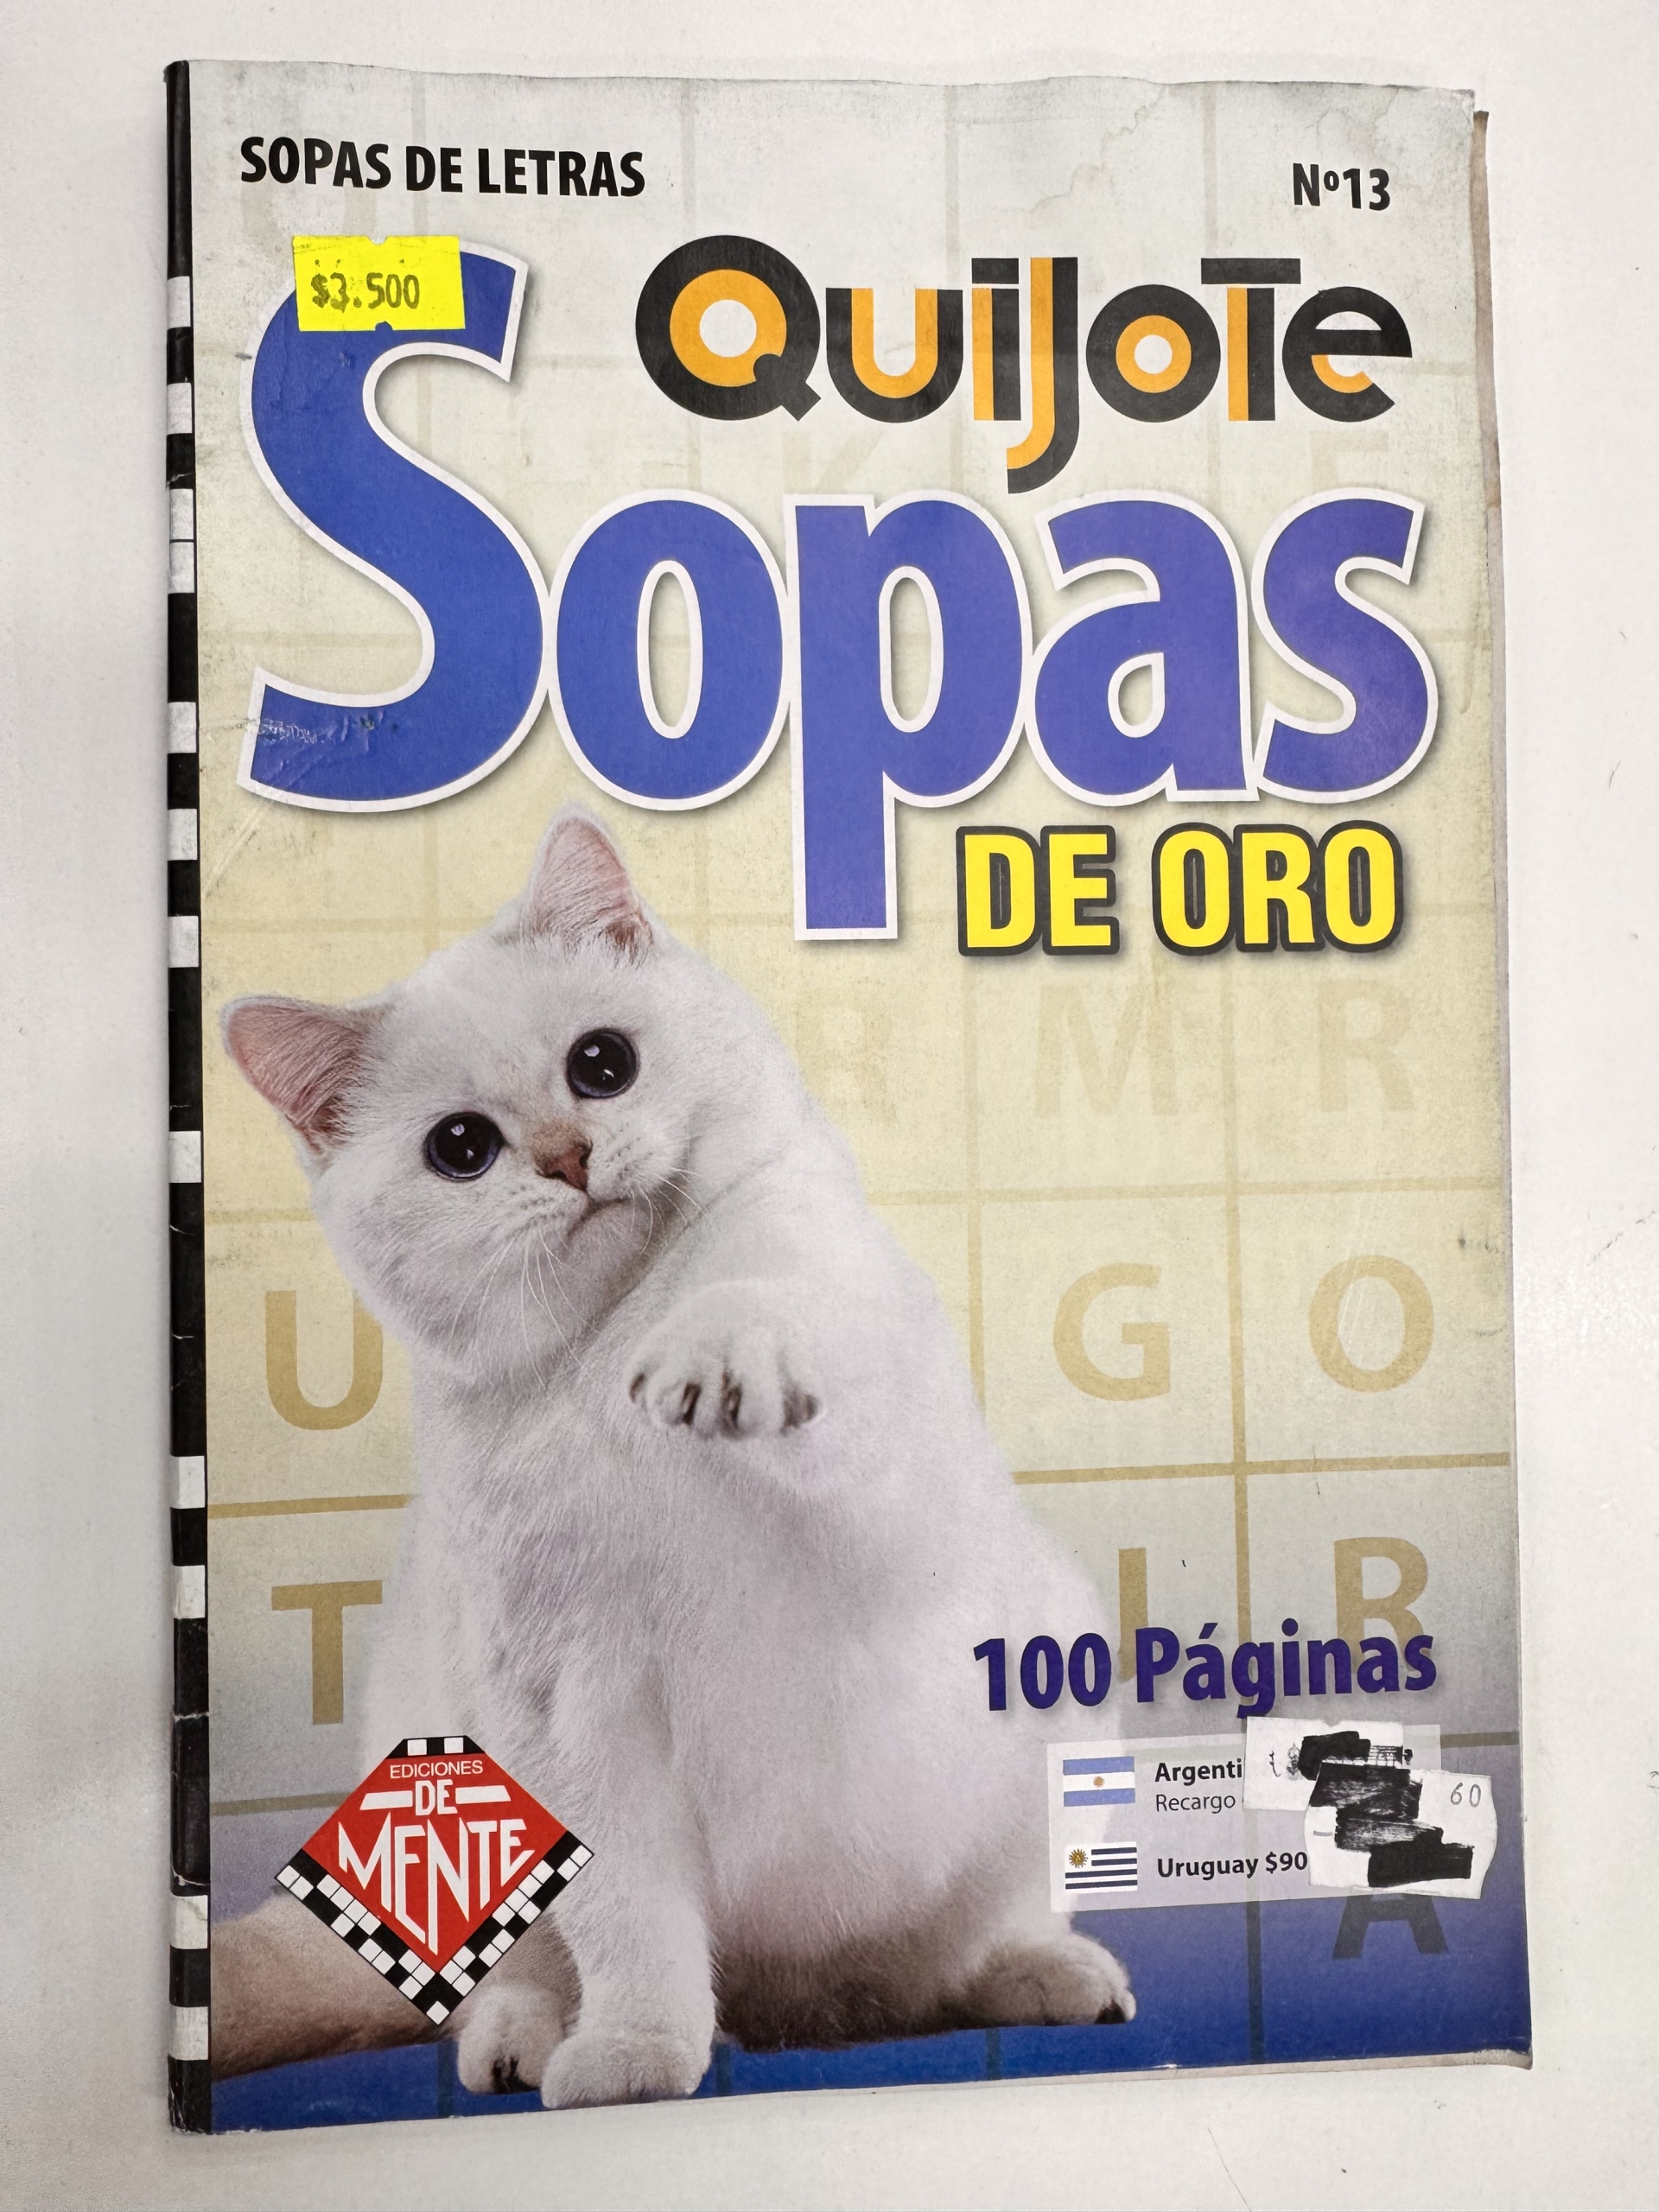 SOPAS DE LETRAS
Nº13
$3.500
QuiJoTe
Sopas
DE ORO
M R
U G O
T J R
100 Páginas
EDICIONES
DE
MENTE
Argenti
Recargo
60
Uruguay $90
A